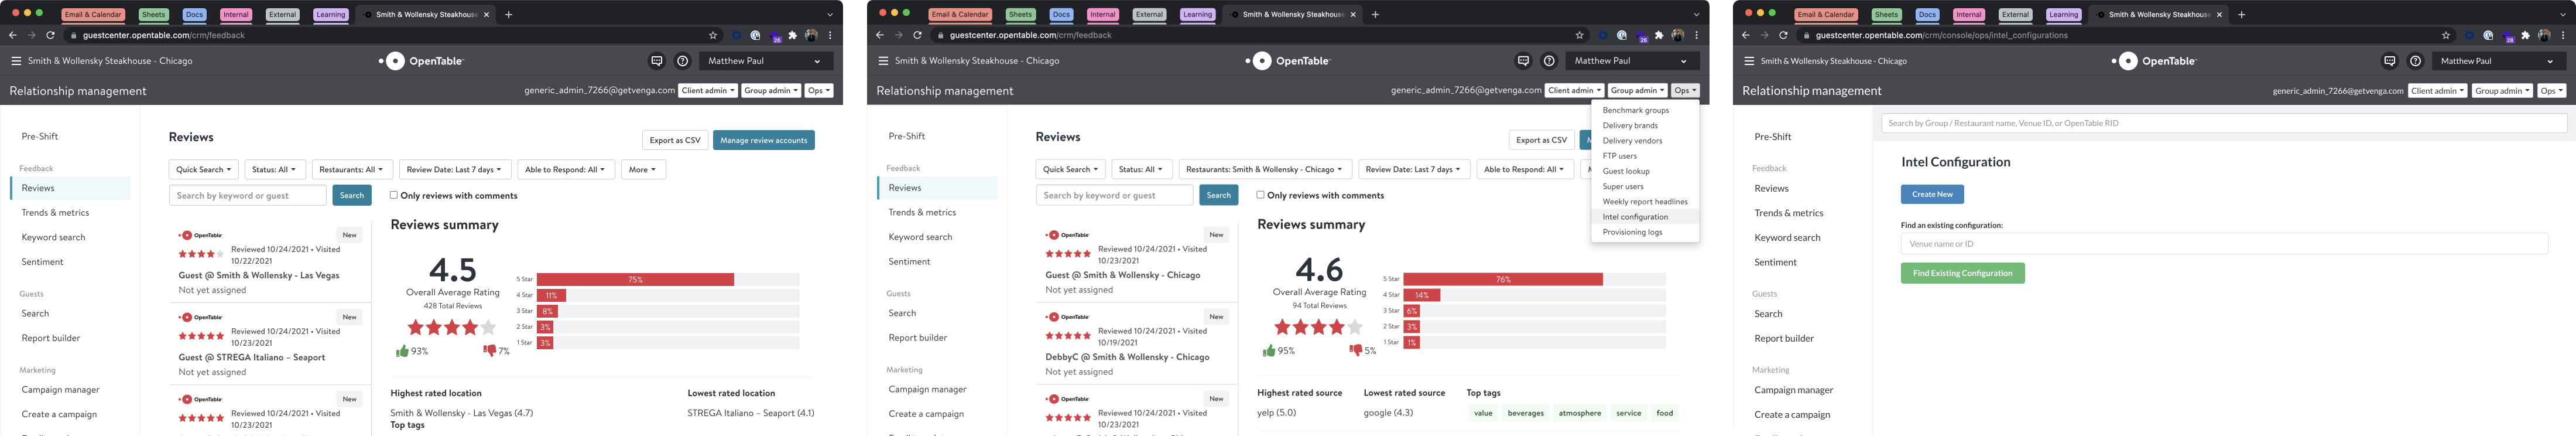 Email & Calendar
Sheets
Docs
Internal
External
Learning
Smith & Wollensky Steakhouse
guestcenter.opentable.com/crm/feedback
26
Smith & Wollensky Steakhouse - Chicago
OpenTable
Matthew Paul
Relationship management
generic_admin_7266@getvenga.com
Client admin
Group admin
Ops
Pre-Shift
Feedback
Reviews
Trends & metrics
Keyword search
Sentiment
Guests
Search
Report builder
Marketing
Campaign manager
Create a campaign
Reviews
Export as CSV
Manage review accounts
Quick Search
Status: All
Restaurants: All
Review Date: Last 7 days
Able to Respond: All
More
Search by keyword or guest
Search
Only reviews with comments
OpenTable
New
Reviewed 10/24/2021 • Visited
10/22/2021
Guest @ Smith & Wollensky - Las Vegas
Not yet assigned
OpenTable
New
Reviewed 10/24/2021 • Visited
10/23/2021
Guest @ STREGA Italiano – Seaport
Not yet assigned
OpenTable
New
Reviewed 10/24/2021 • Visited
10/23/2021
Reviews summary
4.5
Overall Average Rating
428 Total Reviews
93%
7%
5 Star 75%
4 Star 11%
3 Star 8%
2 Star 3%
1 Star 3%
Highest rated location
Smith & Wollensky - Las Vegas (4.7)
Lowest rated location
STREGA Italiano – Seaport (4.1)
Top tags
Email & Calendar
Sheets
Docs
Internal
External
Learning
Smith & Wollensky Steakhouse
guestcenter.opentable.com/crm/feedback
26
Smith & Wollensky Steakhouse - Chicago
OpenTable
Matthew Paul
Relationship management
generic_admin_7266@getvenga.com
Client admin
Group admin
Ops
Benchmark groups
Delivery brands
Delivery vendors
FTP users
Guest lookup
Super users
Weekly report headlines
Intel configuration
Provisioning logs
Pre-Shift
Feedback
Reviews
Trends & metrics
Keyword search
Sentiment
Guests
Search
Report builder
Marketing
Campaign manager
Create a campaign
Reviews
Export as CSV
Quick Search
Status: All
Restaurants: Smith & Wollensky - Chicago
Review Date: Last 7 days
Able to Respond: All
Search by keyword or guest
Search
Only reviews with comments
OpenTable
New
Reviewed 10/24/2021 • Visited
10/23/2021
Guest @ Smith & Wollensky - Chicago
Not yet assigned
OpenTable
New
Reviewed 10/24/2021 • Visited
10/19/2021
DebbyC @ Smith & Wollensky - Chicago
Not yet assigned
OpenTable
New
Reviewed 10/24/2021 • Visited
10/23/2021
Reviews summary
4.6
Overall Average Rating
94 Total Reviews
95%
5%
5 Star 76%
4 Star 14%
3 Star 6%
2 Star 3%
1 Star 1%
Highest rated source
yelp (5.0)
Lowest rated source
google (4.3)
Top tags
value
beverages
atmosphere
service
food
Email & Calendar
Sheets
Docs
Internal
External
Learning
Smith & Wollensky Steakhouse
guestcenter.opentable.com/crm/console/ops/intel_configurations
28
Smith & Wollensky Steakhouse - Chicago
OpenTable
Matthew Paul
Relationship management
generic_admin_7266@getvenga.com
Client admin
Group admin
Ops
Pre-Shift
Feedback
Reviews
Trends & metrics
Keyword search
Sentiment
Guests
Search
Report builder
Marketing
Campaign manager
Create a campaign
Search by Group / Restaurant name, Venue ID, or OpenTable RID
Intel Configuration
Create New
Find an existing configuration:
Venue name or ID
Find Existing Configuration